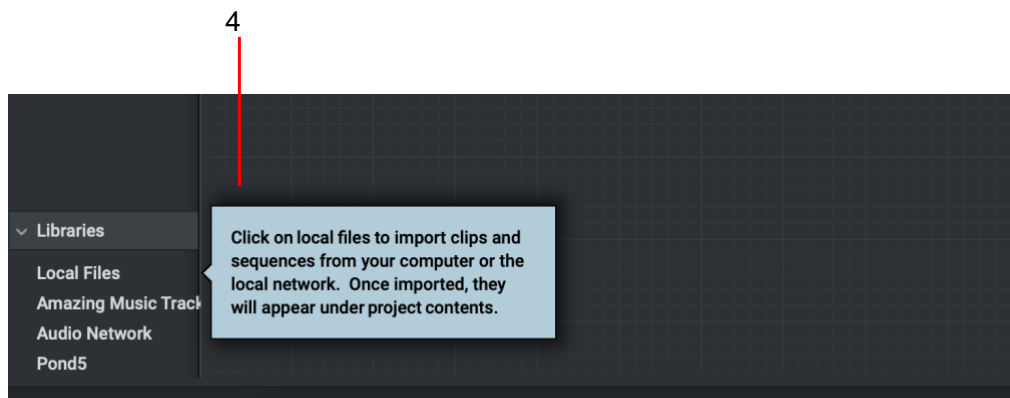 4
Libraries
Local Files
Amazing Music Track
Audio Network
Pond5
Click on local files to import clips and
sequences from your computer or the
local network.  Once imported, they
will appear under project contents.